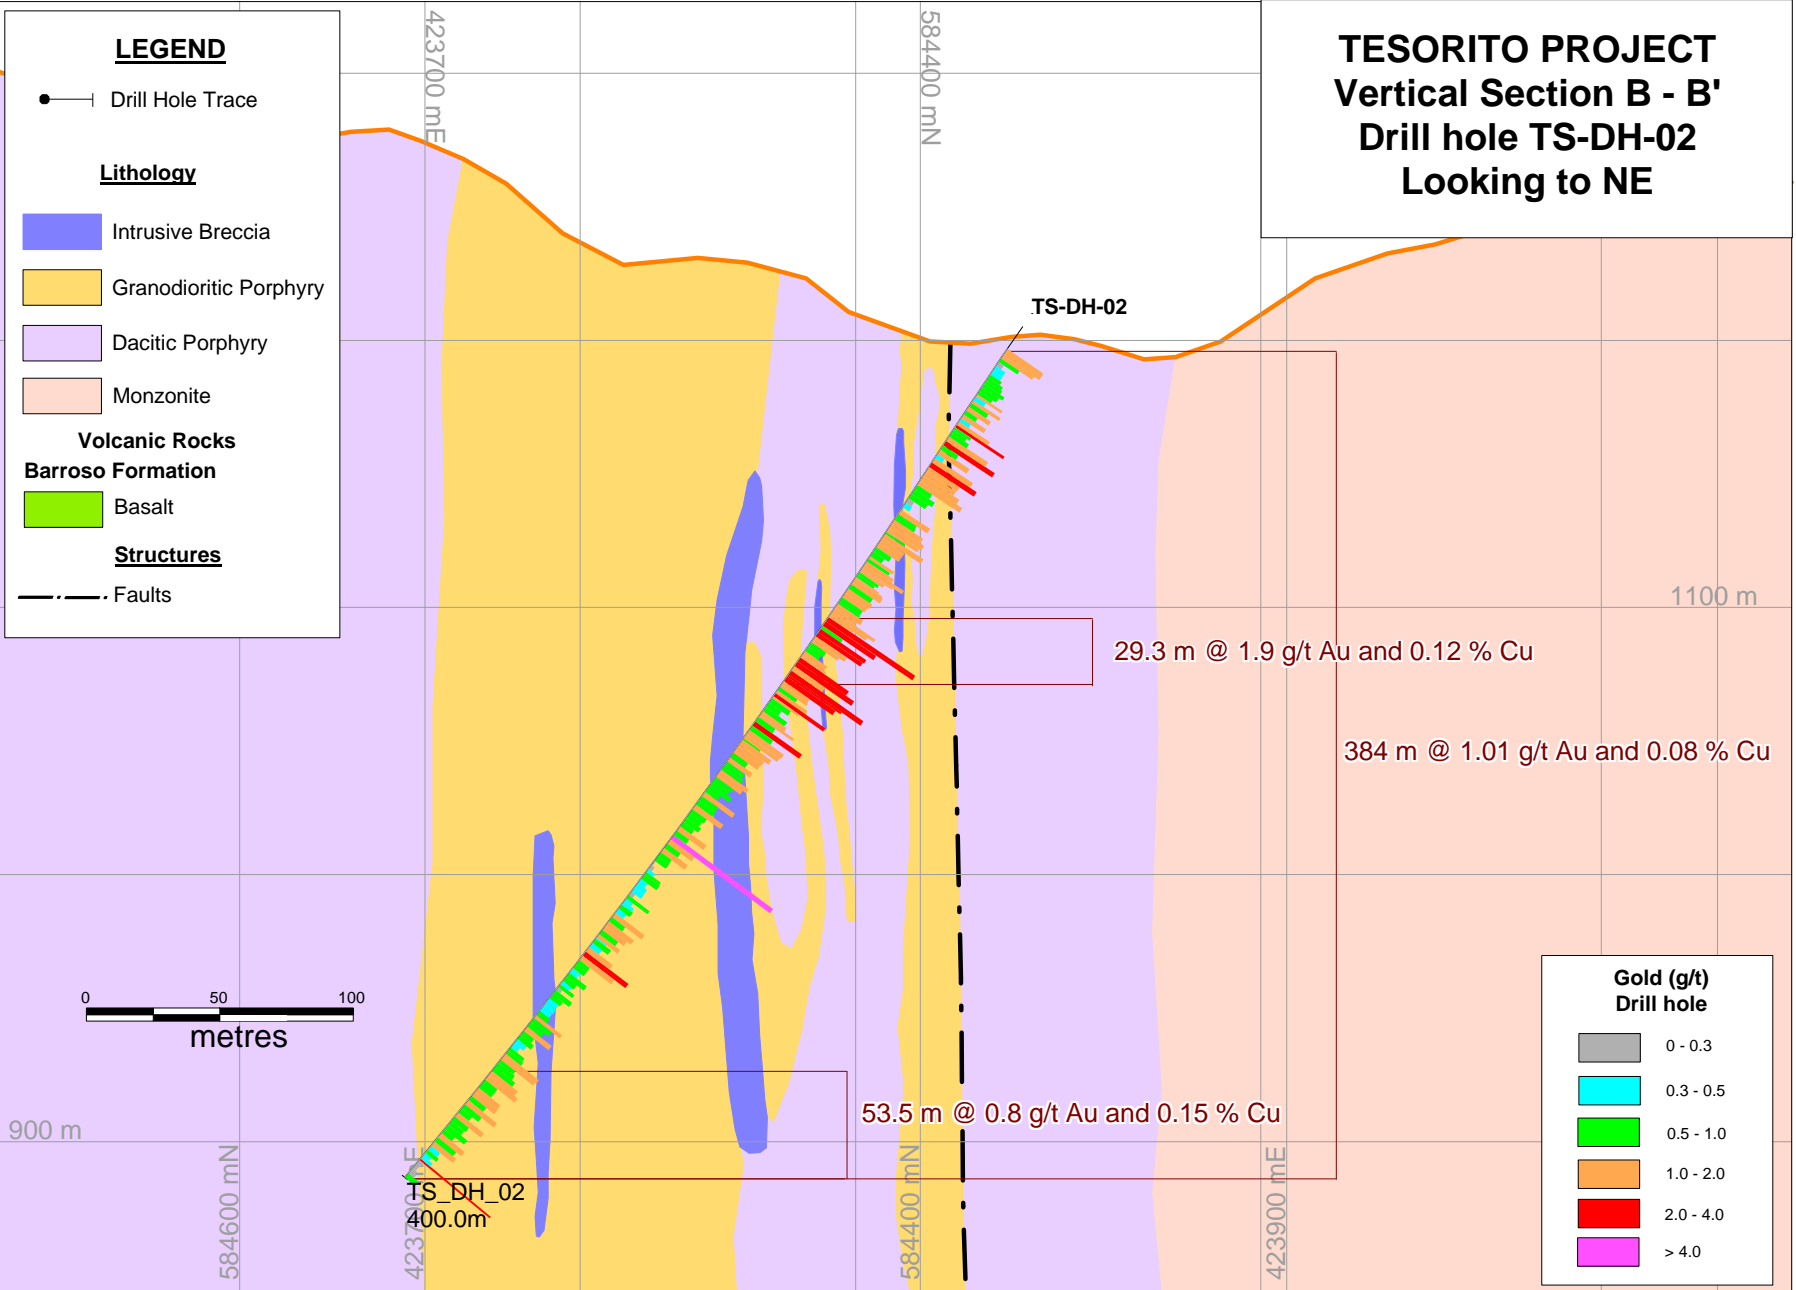 LEGEND
Drill Hole Trace
Lithology
Intrusive Breccia
Granodioritic Porphyry
Dacitic Porphyry
Monzonite
Volcanic Rocks
Barroso Formation
Basalt
Structures
Faults
423700 mE
584400 mN
TESORITO PROJECT
Vertical Section B - B'
Drill hole TS-DH-02
Looking to NE
TS-DH-02
1100 m
29.3 m @ 1.9 g/t Au and 0.12 % Cu
384 m @ 1.01 g/t Au and 0.08 % Cu
53.5 m @ 0.8 g/t Au and 0.15 % Cu
0 50 100
metres
900 m
584600 mN
423700 mE
TS_DH_02
400.0m
584400 mN
423900 mE
Gold (g/t)
Drill hole
0 - 0.3
0.3 - 0.5
0.5 - 1.0
1.0 - 2.0
2.0 - 4.0
> 4.0